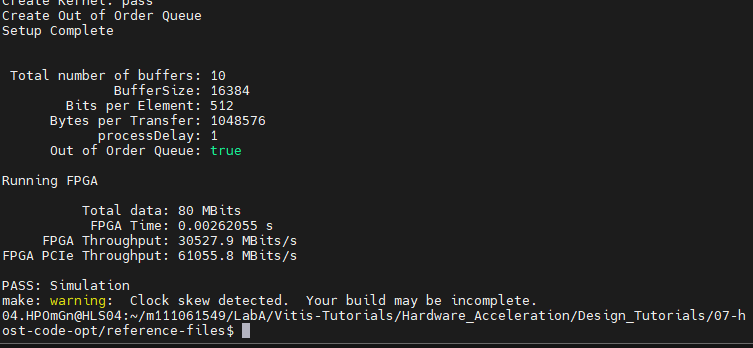 Create Kernel: pass
Create Out of Order Queue
Setup Complete
Total number of buffers: 10
BufferSize: 16384
Bits per Element: 512
Bytes per Transfer: 1048576
processDelay: 1
Out of Order Queue: true
Running FPGA
Total data: 80 MBits
FPGA Time: 0.00262055 s
FPGA Throughput: 30527.9 MBits/s
FPGA PCIe Throughput: 61055.8 MBits/s
PASS: Simulation
make: warning:  Clock skew detected.  Your build may be incomplete.
04.HPOmGn@HLS04:~/m111061549/LabA/Vitis-Tutorials/Hardware_Acceleration/Design_Tutorials/07-h
ost-code-opt/reference-files$